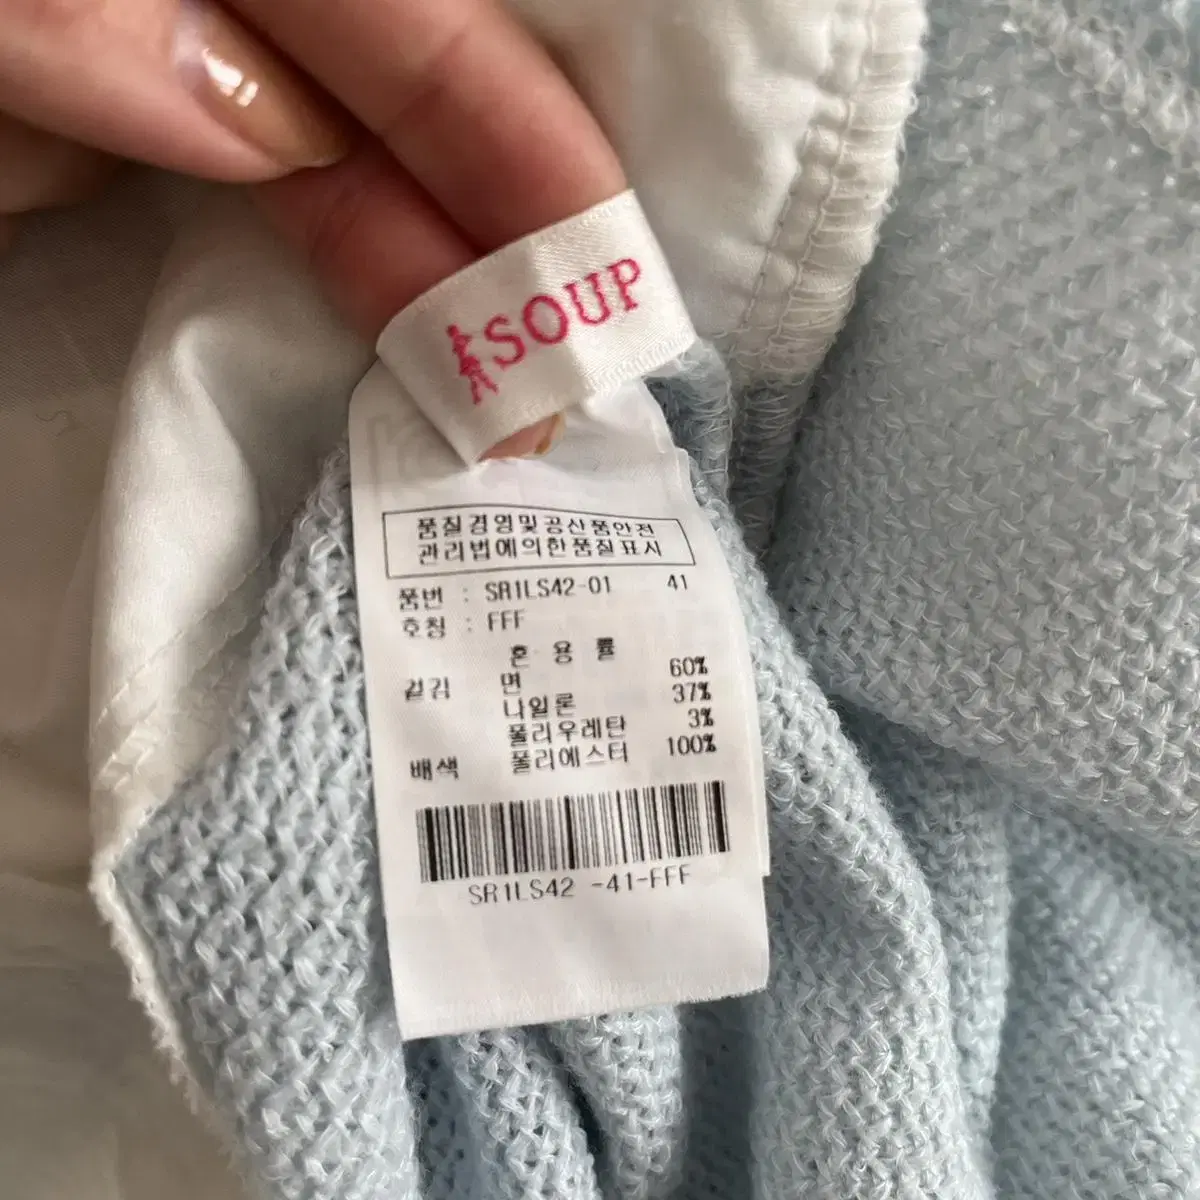 SOUP
품질경영및공산품안전
관리법에의한품질표시
품번 : SR1LS42-01 41
호칭 : FFF
혼 용 률
겉감 면 60%
나일론 37%
폴리우레탄 3%
배색 폴리에스터 100%
SR1LS42 -41-FFF